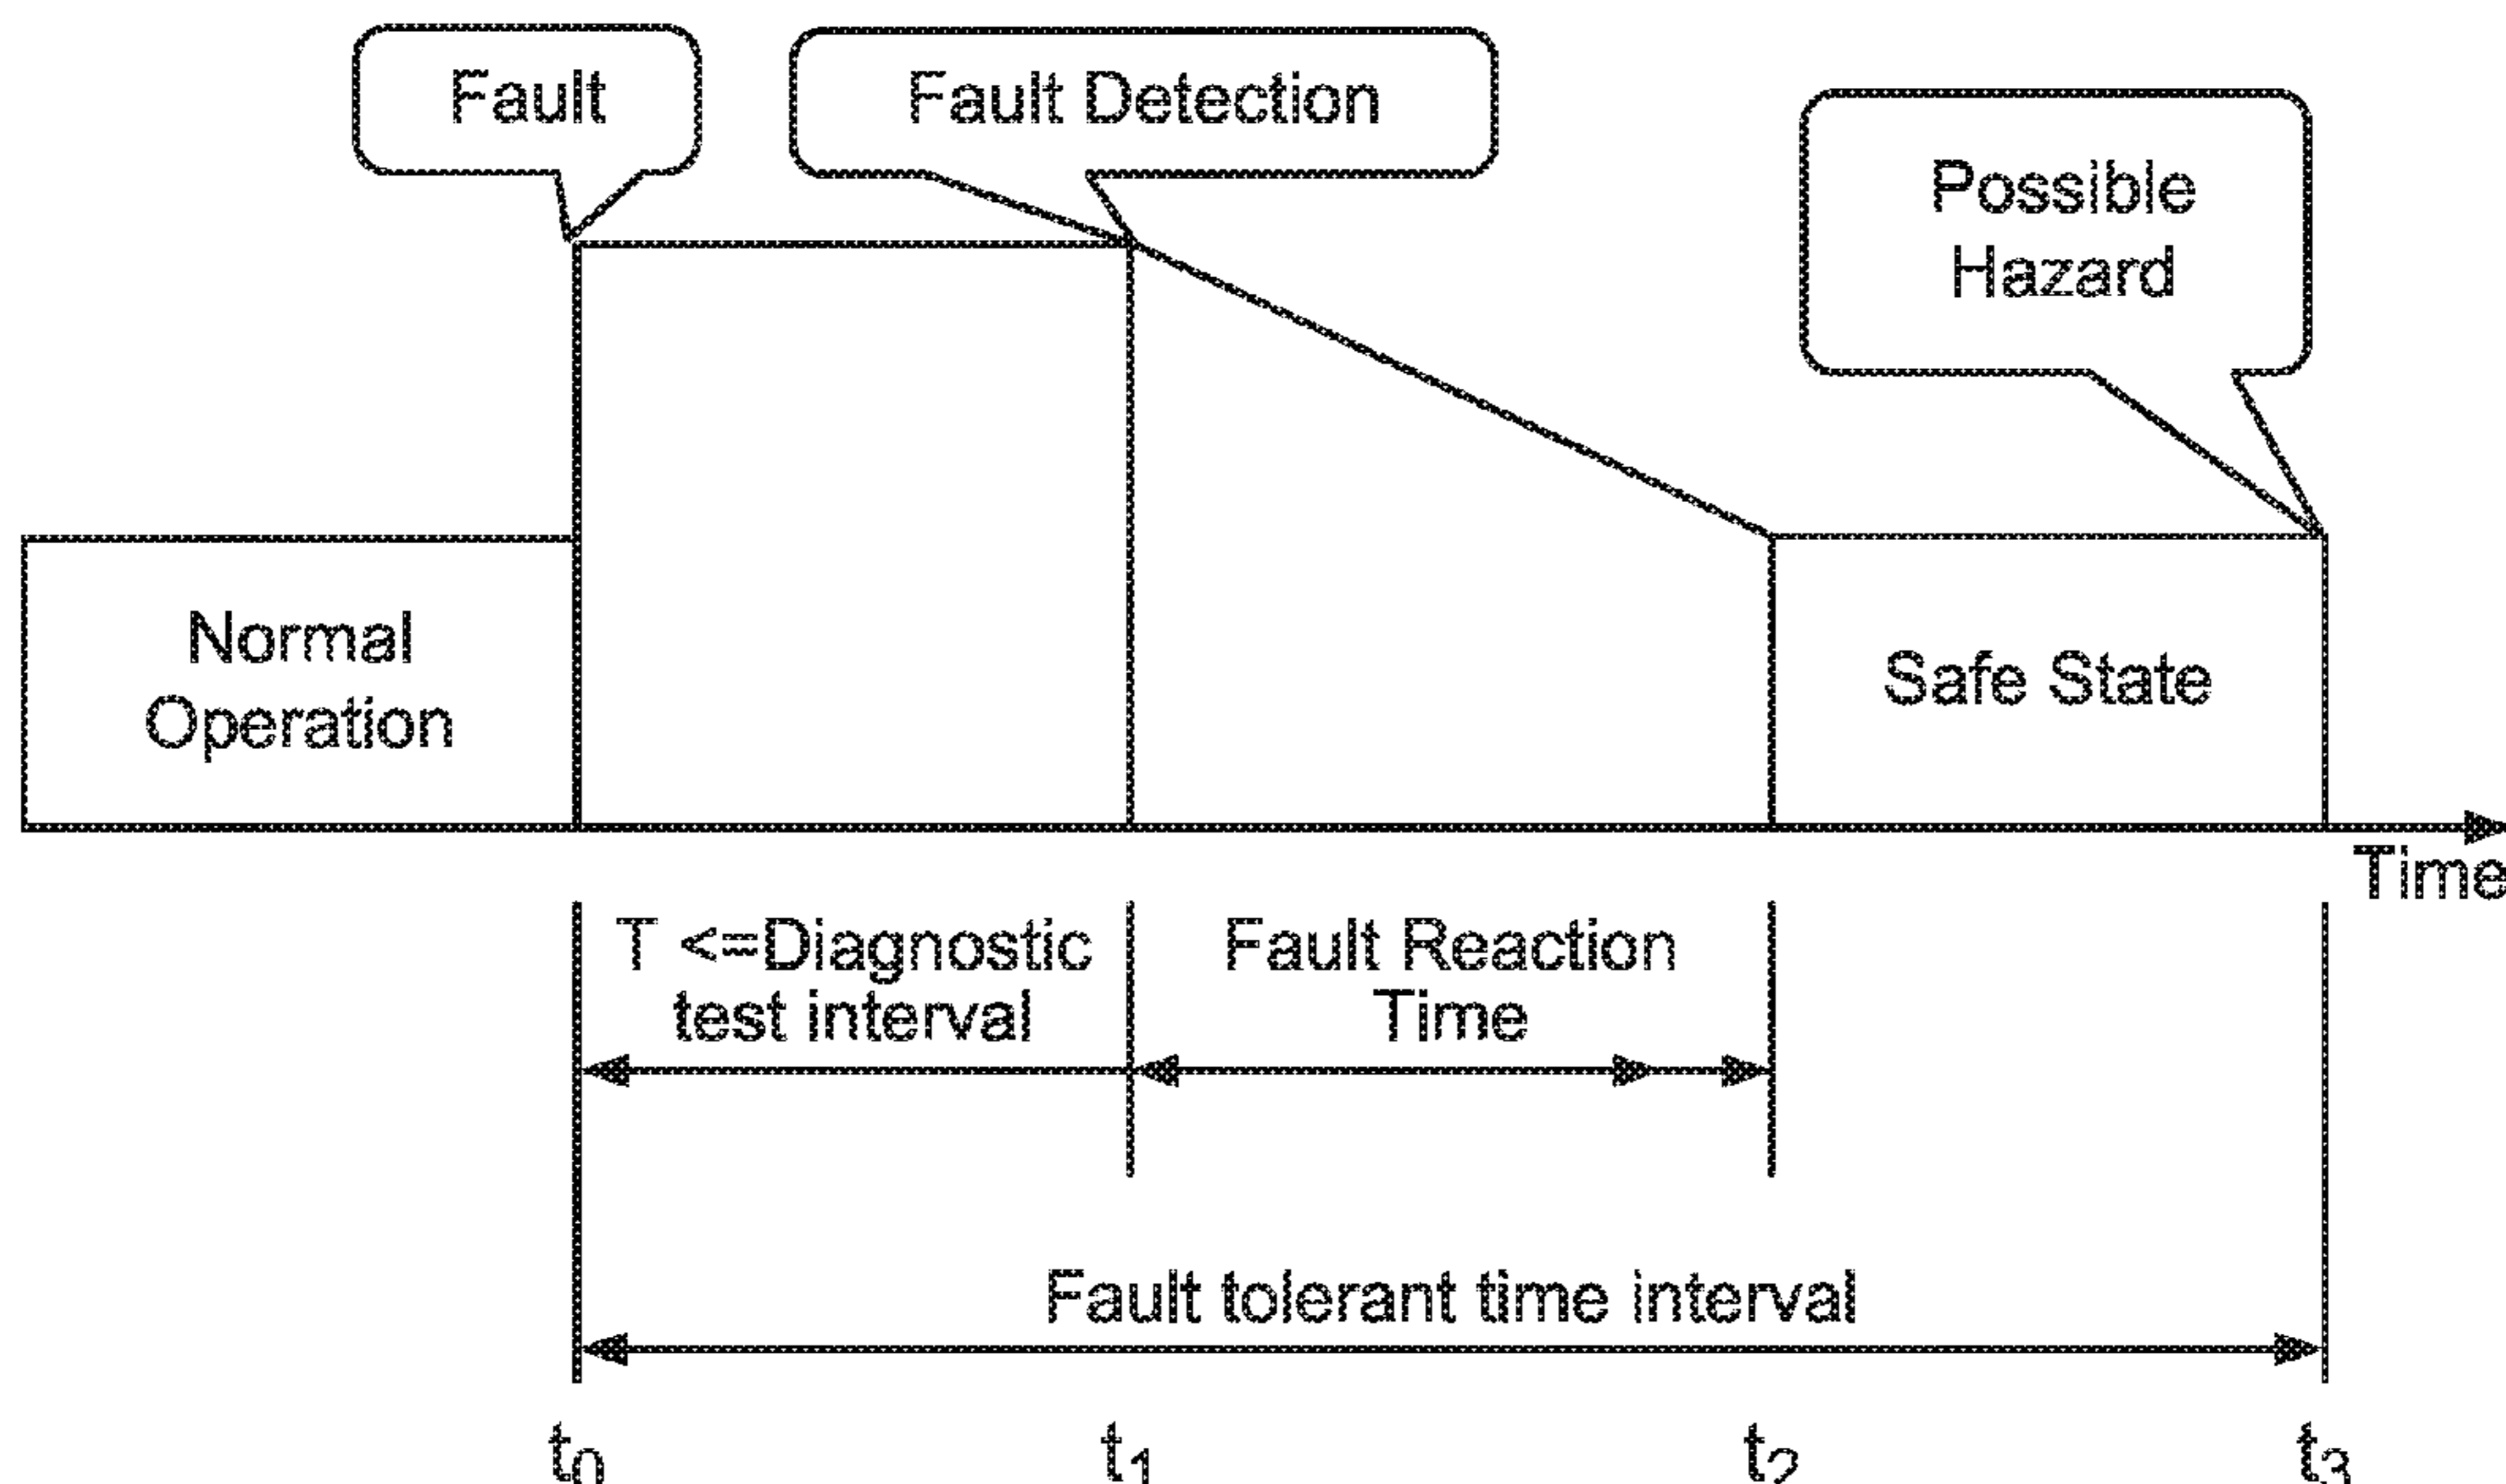 Fault
Fault Detection
Possible
Hazard
Normal
Operation
Safe State
Time
T <=Diagnostic
test interval
Fault Reaction
Time
Fault tolerant time interval
t0
t1
t2
t3